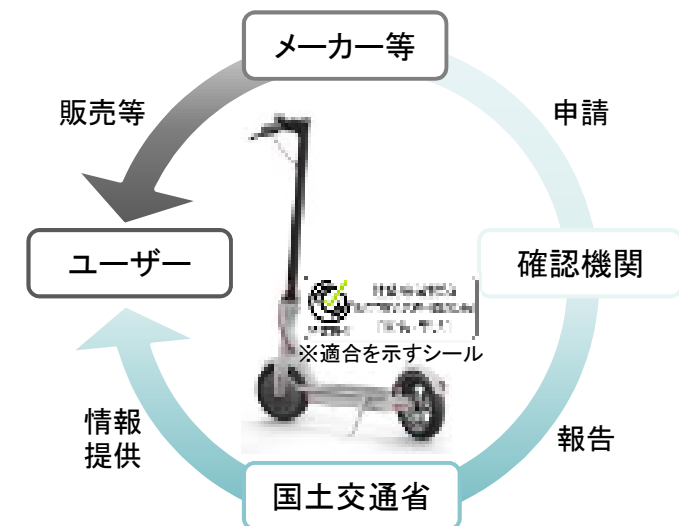 メーカー等
販売等
申請
ユーザー
確認機関
※適合を示すシール
情報
提供
報告
国土交通省